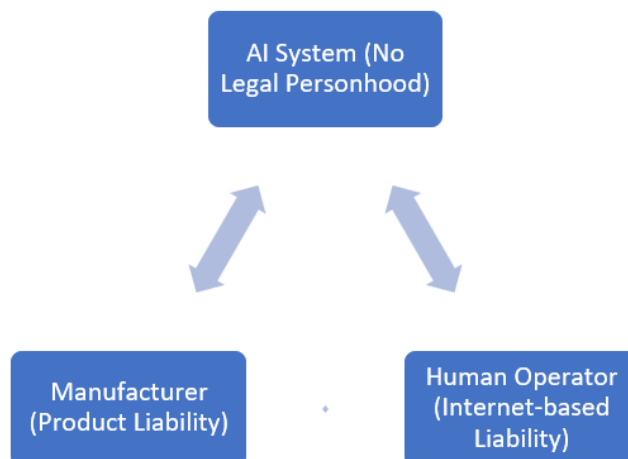 AI System (No
Legal Personhood)
Manufacturer
(Product Liability)
Human Operator
(Internet-based
Liability)